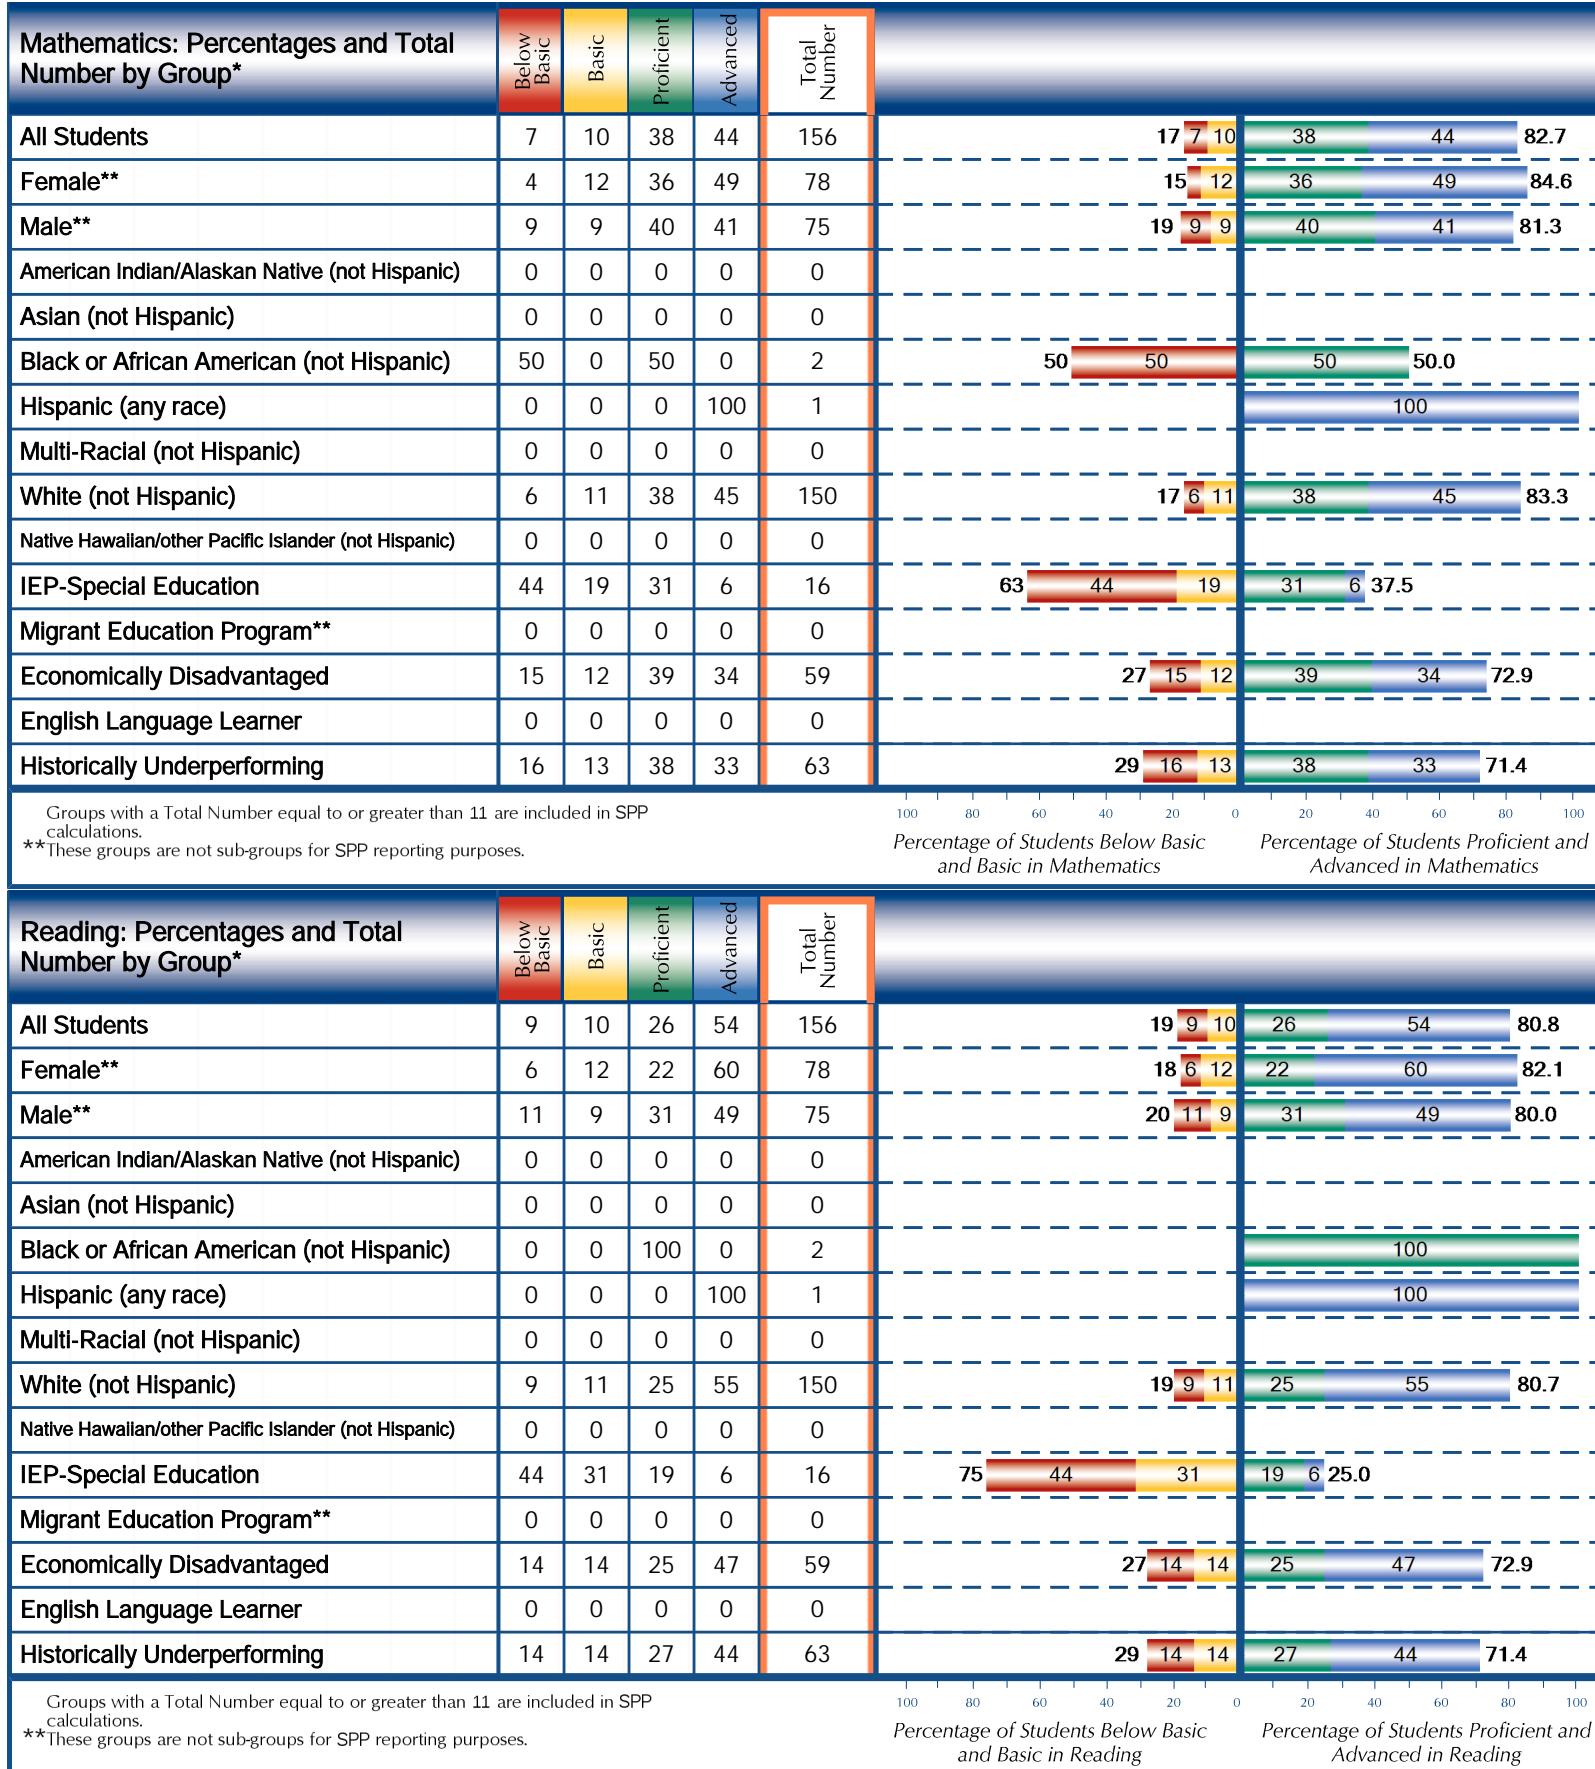 Mathematics: Percentages and Total
Number by Group*
Below
Basic
Basic
Proficient
Advanced
Total
Number
All Students 7 10 38 44 156 17 7 10 38 44 82.7
Female** 4 12 36 49 78 15 12 36 49 84.6
Male** 9 9 40 41 75 19 9 9 40 41 81.3
American Indian/Alaskan Native (not Hispanic) 0 0 0 0 0
Asian (not Hispanic) 0 0 0 0 0
Black or African American (not Hispanic) 50 0 50 0 2 50 50 50 50.0
Hispanic (any race) 0 0 0 100 1 100
Multi-Racial (not Hispanic) 0 0 0 0 0
White (not Hispanic) 6 11 38 45 150 17 6 11 38 45 83.3
Native Hawaiian/other Pacific Islander (not Hispanic) 0 0 0 0 0
IEP-Special Education 44 19 31 6 16 63 44 19 31 6 37.5
Migrant Education Program** 0 0 0 0 0
Economically Disadvantaged 15 12 39 34 59 27 15 12 39 34 72.9
English Language Learner 0 0 0 0 0
Historically Underperforming 16 13 38 33 63 29 16 13 38 33 71.4
Groups with a Total Number equal to or greater than 11 are included in SPP
calculations.
**These groups are not sub-groups for SPP reporting purposes.
100 80 60 40 20 0 20 40 60 80 100
Percentage of Students Below Basic
and Basic in Mathematics
Percentage of Students Proficient and
Advanced in Mathematics
Reading: Percentages and Total
Number by Group*
Below
Basic
Basic
Proficient
Advanced
Total
Number
All Students 9 10 26 54 156 19 9 10 26 54 80.8
Female** 6 12 22 60 78 18 6 12 22 60 82.1
Male** 11 9 31 49 75 20 11 9 31 49 80.0
American Indian/Alaskan Native (not Hispanic) 0 0 0 0 0
Asian (not Hispanic) 0 0 0 0 0
Black or African American (not Hispanic) 0 0 100 0 2 100
Hispanic (any race) 0 0 0 100 1 100
Multi-Racial (not Hispanic) 0 0 0 0 0
White (not Hispanic) 9 11 25 55 150 19 9 11 25 55 80.7
Native Hawaiian/other Pacific Islander (not Hispanic) 0 0 0 0 0
IEP-Special Education 44 31 19 6 16 75 44 31 19 6 25.0
Migrant Education Program** 0 0 0 0 0
Economically Disadvantaged 14 14 25 47 59 27 14 14 25 47 72.9
English Language Learner 0 0 0 0 0
Historically Underperforming 14 14 27 44 63 29 14 14 27 44 71.4
Groups with a Total Number equal to or greater than 11 are included in SPP
calculations.
**These groups are not sub-groups for SPP reporting purposes.
100 80 60 40 20 0 20 40 60 80 100
Percentage of Students Below Basic
and Basic in Reading
Percentage of Students Proficient and
Advanced in Reading